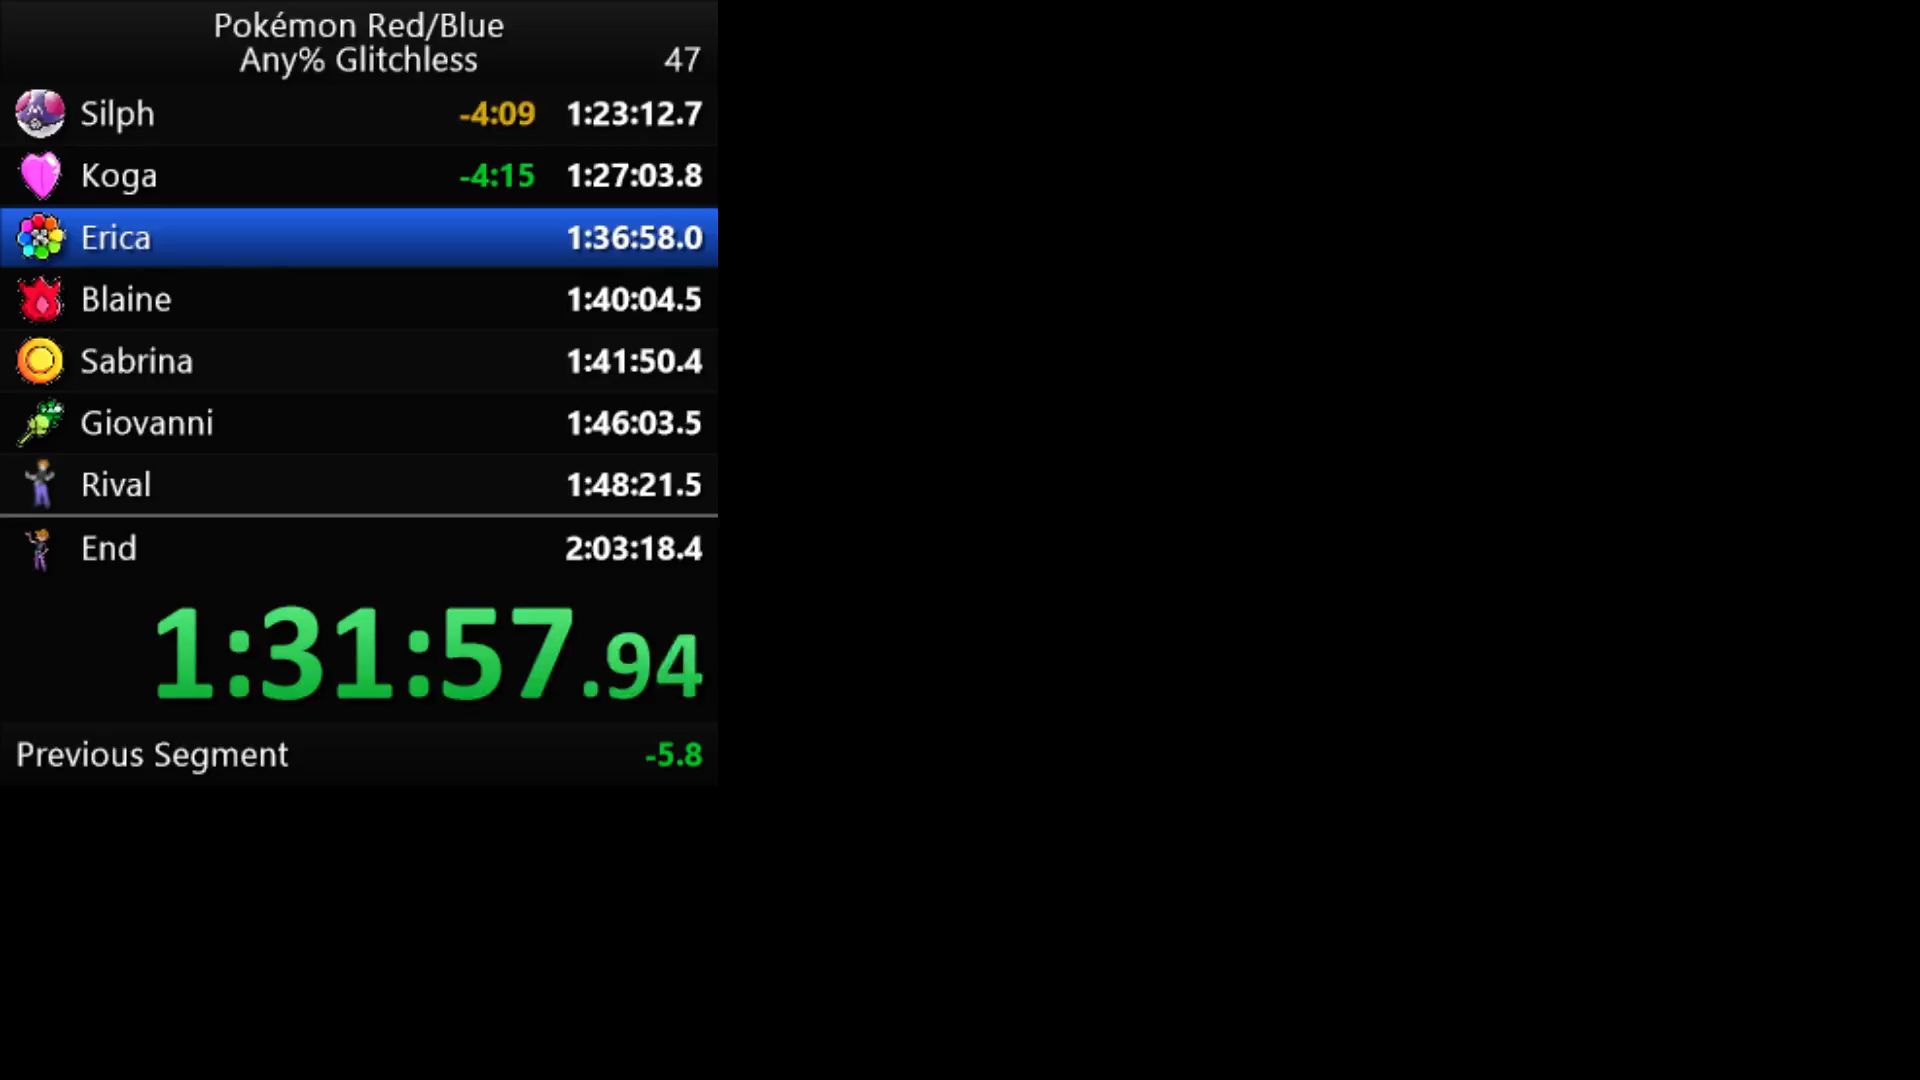 Pokémon Red/Blue
Any% Glitchless 47
Silph -4:09 1:23:12.7
Koga -4:15 1:27:03.8
Erica 1:36:58.0
Blaine 1:40:04.5
Sabrina 1:41:50.4
Giovanni 1:46:03.5
Rival 1:48:21.5
End 2:03:18.4
1:31:57.94
Previous Segment -5.8